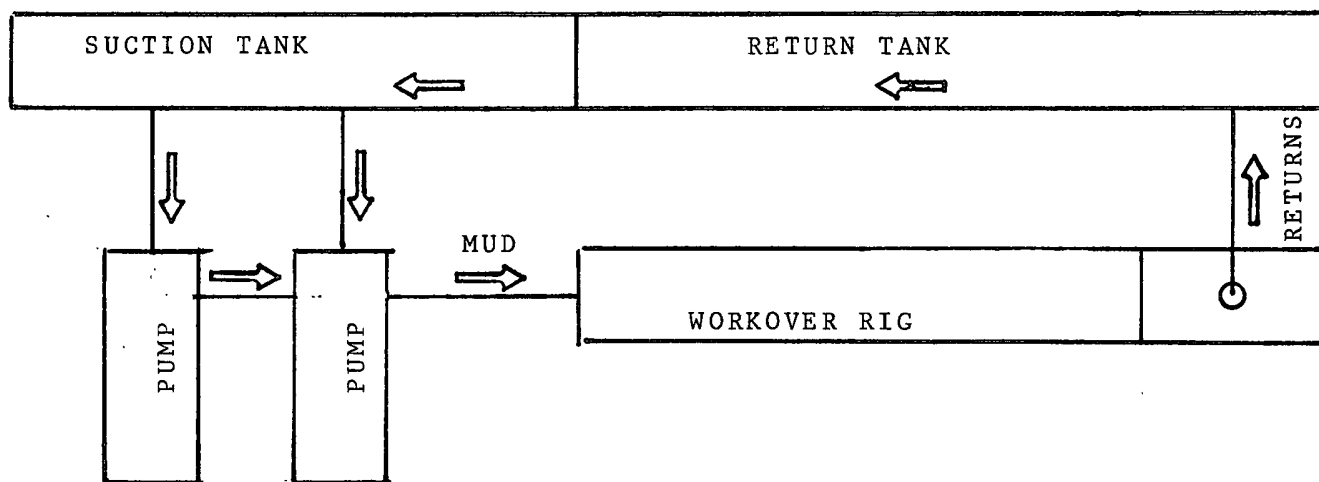 SUCTION TANK
RETURN TANK
RETURNS
MUD
PUMP
PUMP
WORKOVER RIG